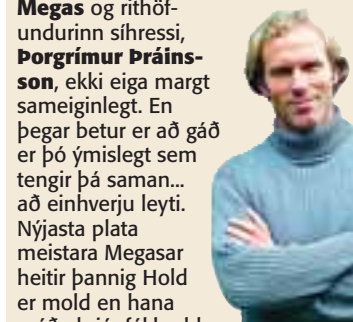 Megas og rithöf-
undurinn síhressi,
Þorgrímur Þráins-
son, ekki eiga margt
sameiginlegt. En
þegar betur er að gáð
er þó ýmislegt sem
tengir þá saman...
að einhverju leyti.
Nýjasta plata
meistara Megasar
heitir þannig Hold
er mold en hana